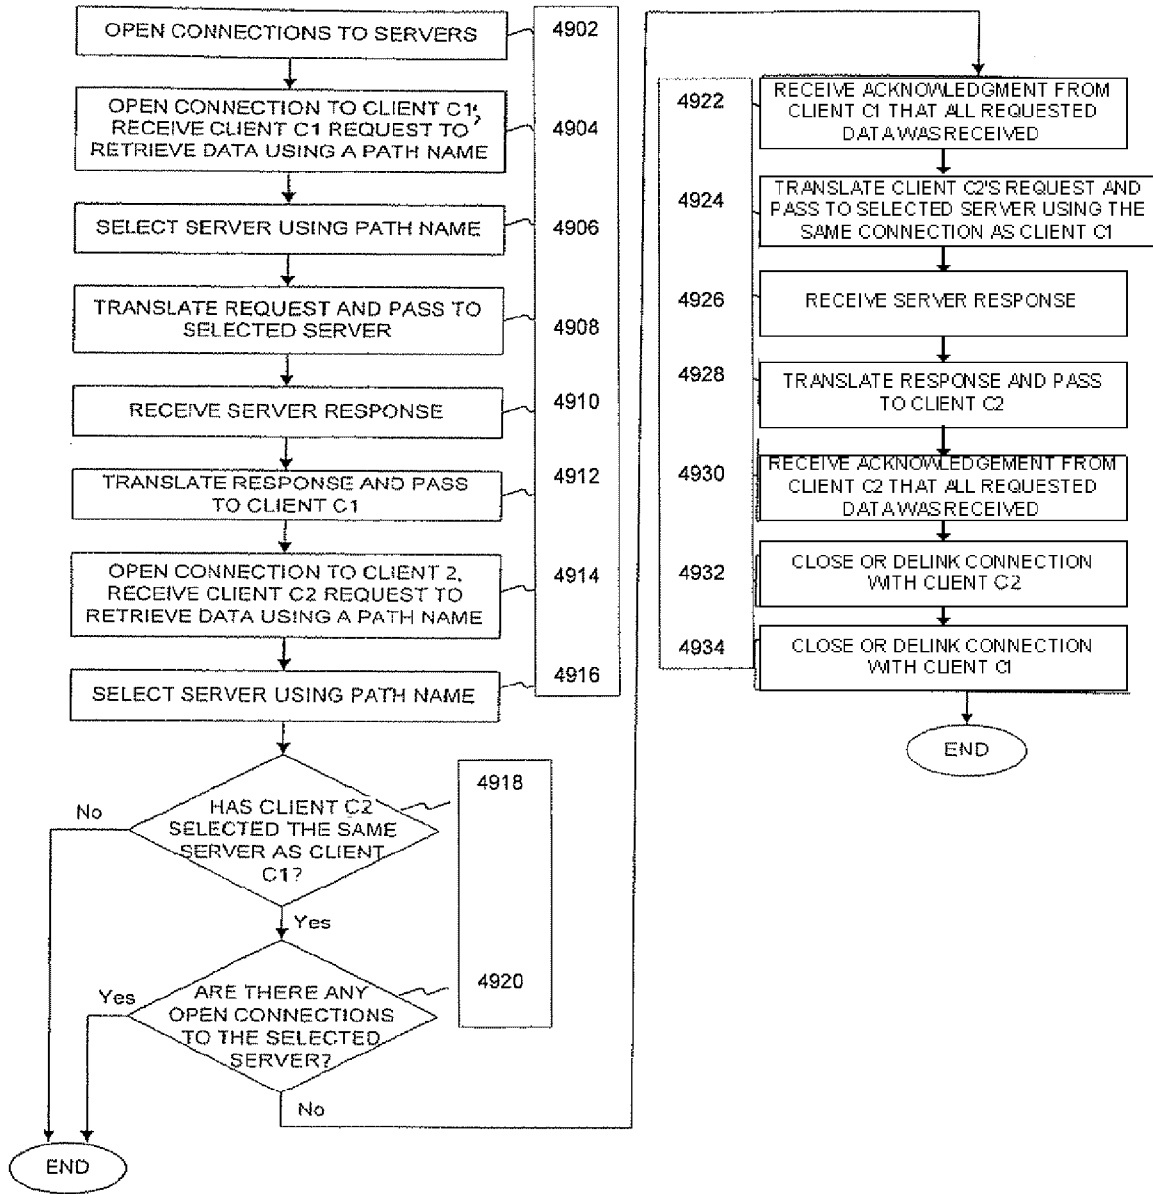 OPEN CONNECTIONS TO SERVERS
4902
OPEN CONNECTION TO CLIENT C1,
RECEIVE CLIENT C1 REQUEST TO
RETRIEVE DATA USING A PATH NAME
4904
SELECT SERVER USING PATH NAME
4906
TRANSLATE REQUEST AND PASS TO
SELECTED SERVER
4908
RECEIVE SERVER RESPONSE
4910
TRANSLATE RESPONSE AND PASS
TO CLIENT C1
4912
OPEN CONNECTION TO CLIENT 2,
RECEIVE CLIENT C2 REQUEST TO
RETRIEVE DATA USING A PATH NAME
4914
SELECT SERVER USING PATH NAME
4916
HAS CLIENT C2
SELECTED THE SAME
SERVER AS CLIENT
C1?
4918
No
Yes
ARE THERE ANY
OPEN CONNECTIONS
TO THE SELECTED
SERVER?
4920
Yes
No
END
4922
RECEIVE ACKNOWLEDGMENT FROM
CLIENT C1 THAT ALL REQUESTED
DATA WAS RECEIVED
4924
TRANSLATE CLIENT C2'S REQUEST AND
PASS TO SELECTED SERVER USING THE
SAME CONNECTION AS CLIENT C1
4926
RECEIVE SERVER RESPONSE
4928
TRANSLATE RESPONSE AND PASS
TO CLIENT C2
4930
RECEIVE ACKNOWLEDGEMENT FROM
CLIENT C2 THAT ALL REQUESTED
DATA WAS RECEIVED
4932
CLOSE OR DELINK CONNECTION
WITH CLIENT C2
4934
CLOSE OR DELINK CONNECTION
WITH CLIENT C1
END